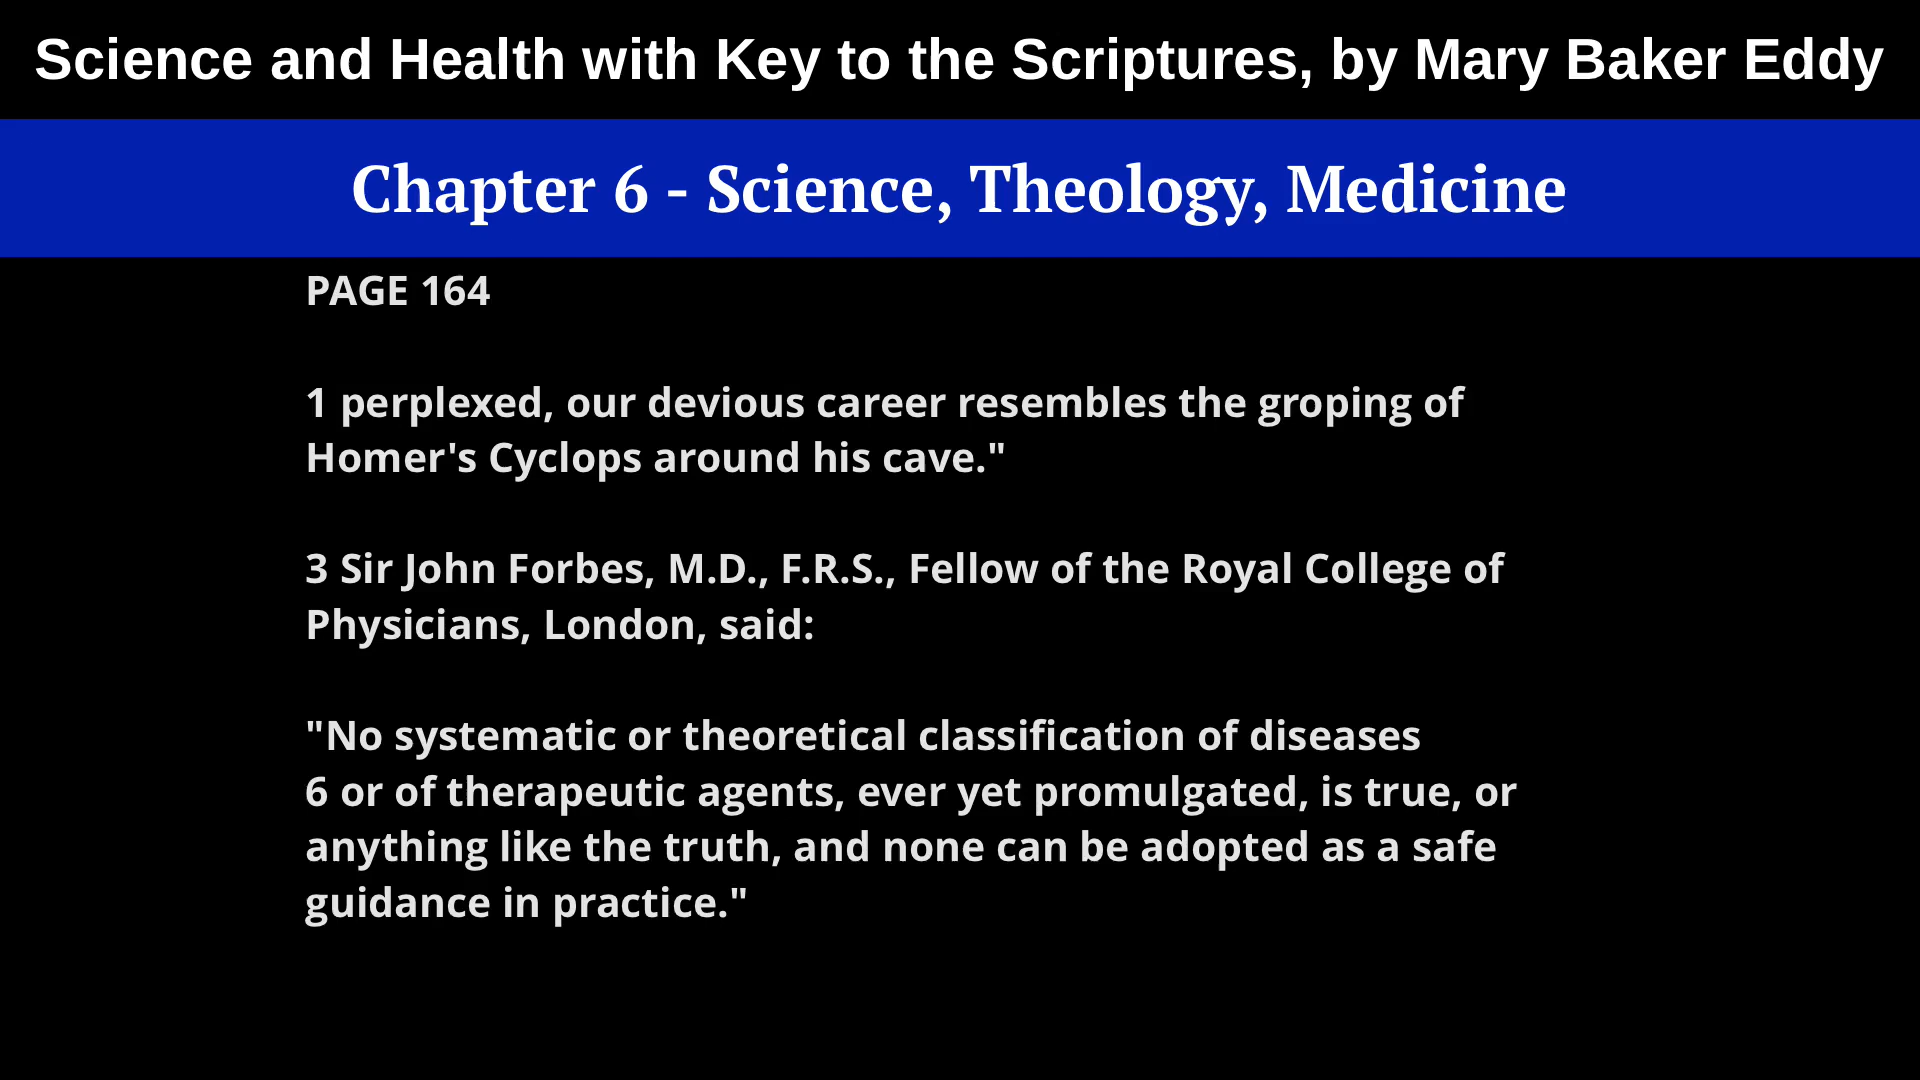 Science and Health with Key to the Scriptures, by Mary Baker Eddy
Chapter 6 - Science, Theology, Medicine
PAGE 164
1 perplexed, our devious career resembles the groping of
Homer's Cyclops around his cave."
3 Sir John Forbes, M.D., F.R.S., Fellow of the Royal College of
Physicians, London, said:
"No systematic or theoretical classification of diseases
6 or of therapeutic agents, ever yet promulgated, is true, or
anything like the truth, and none can be adopted as a safe
guidance in practice."